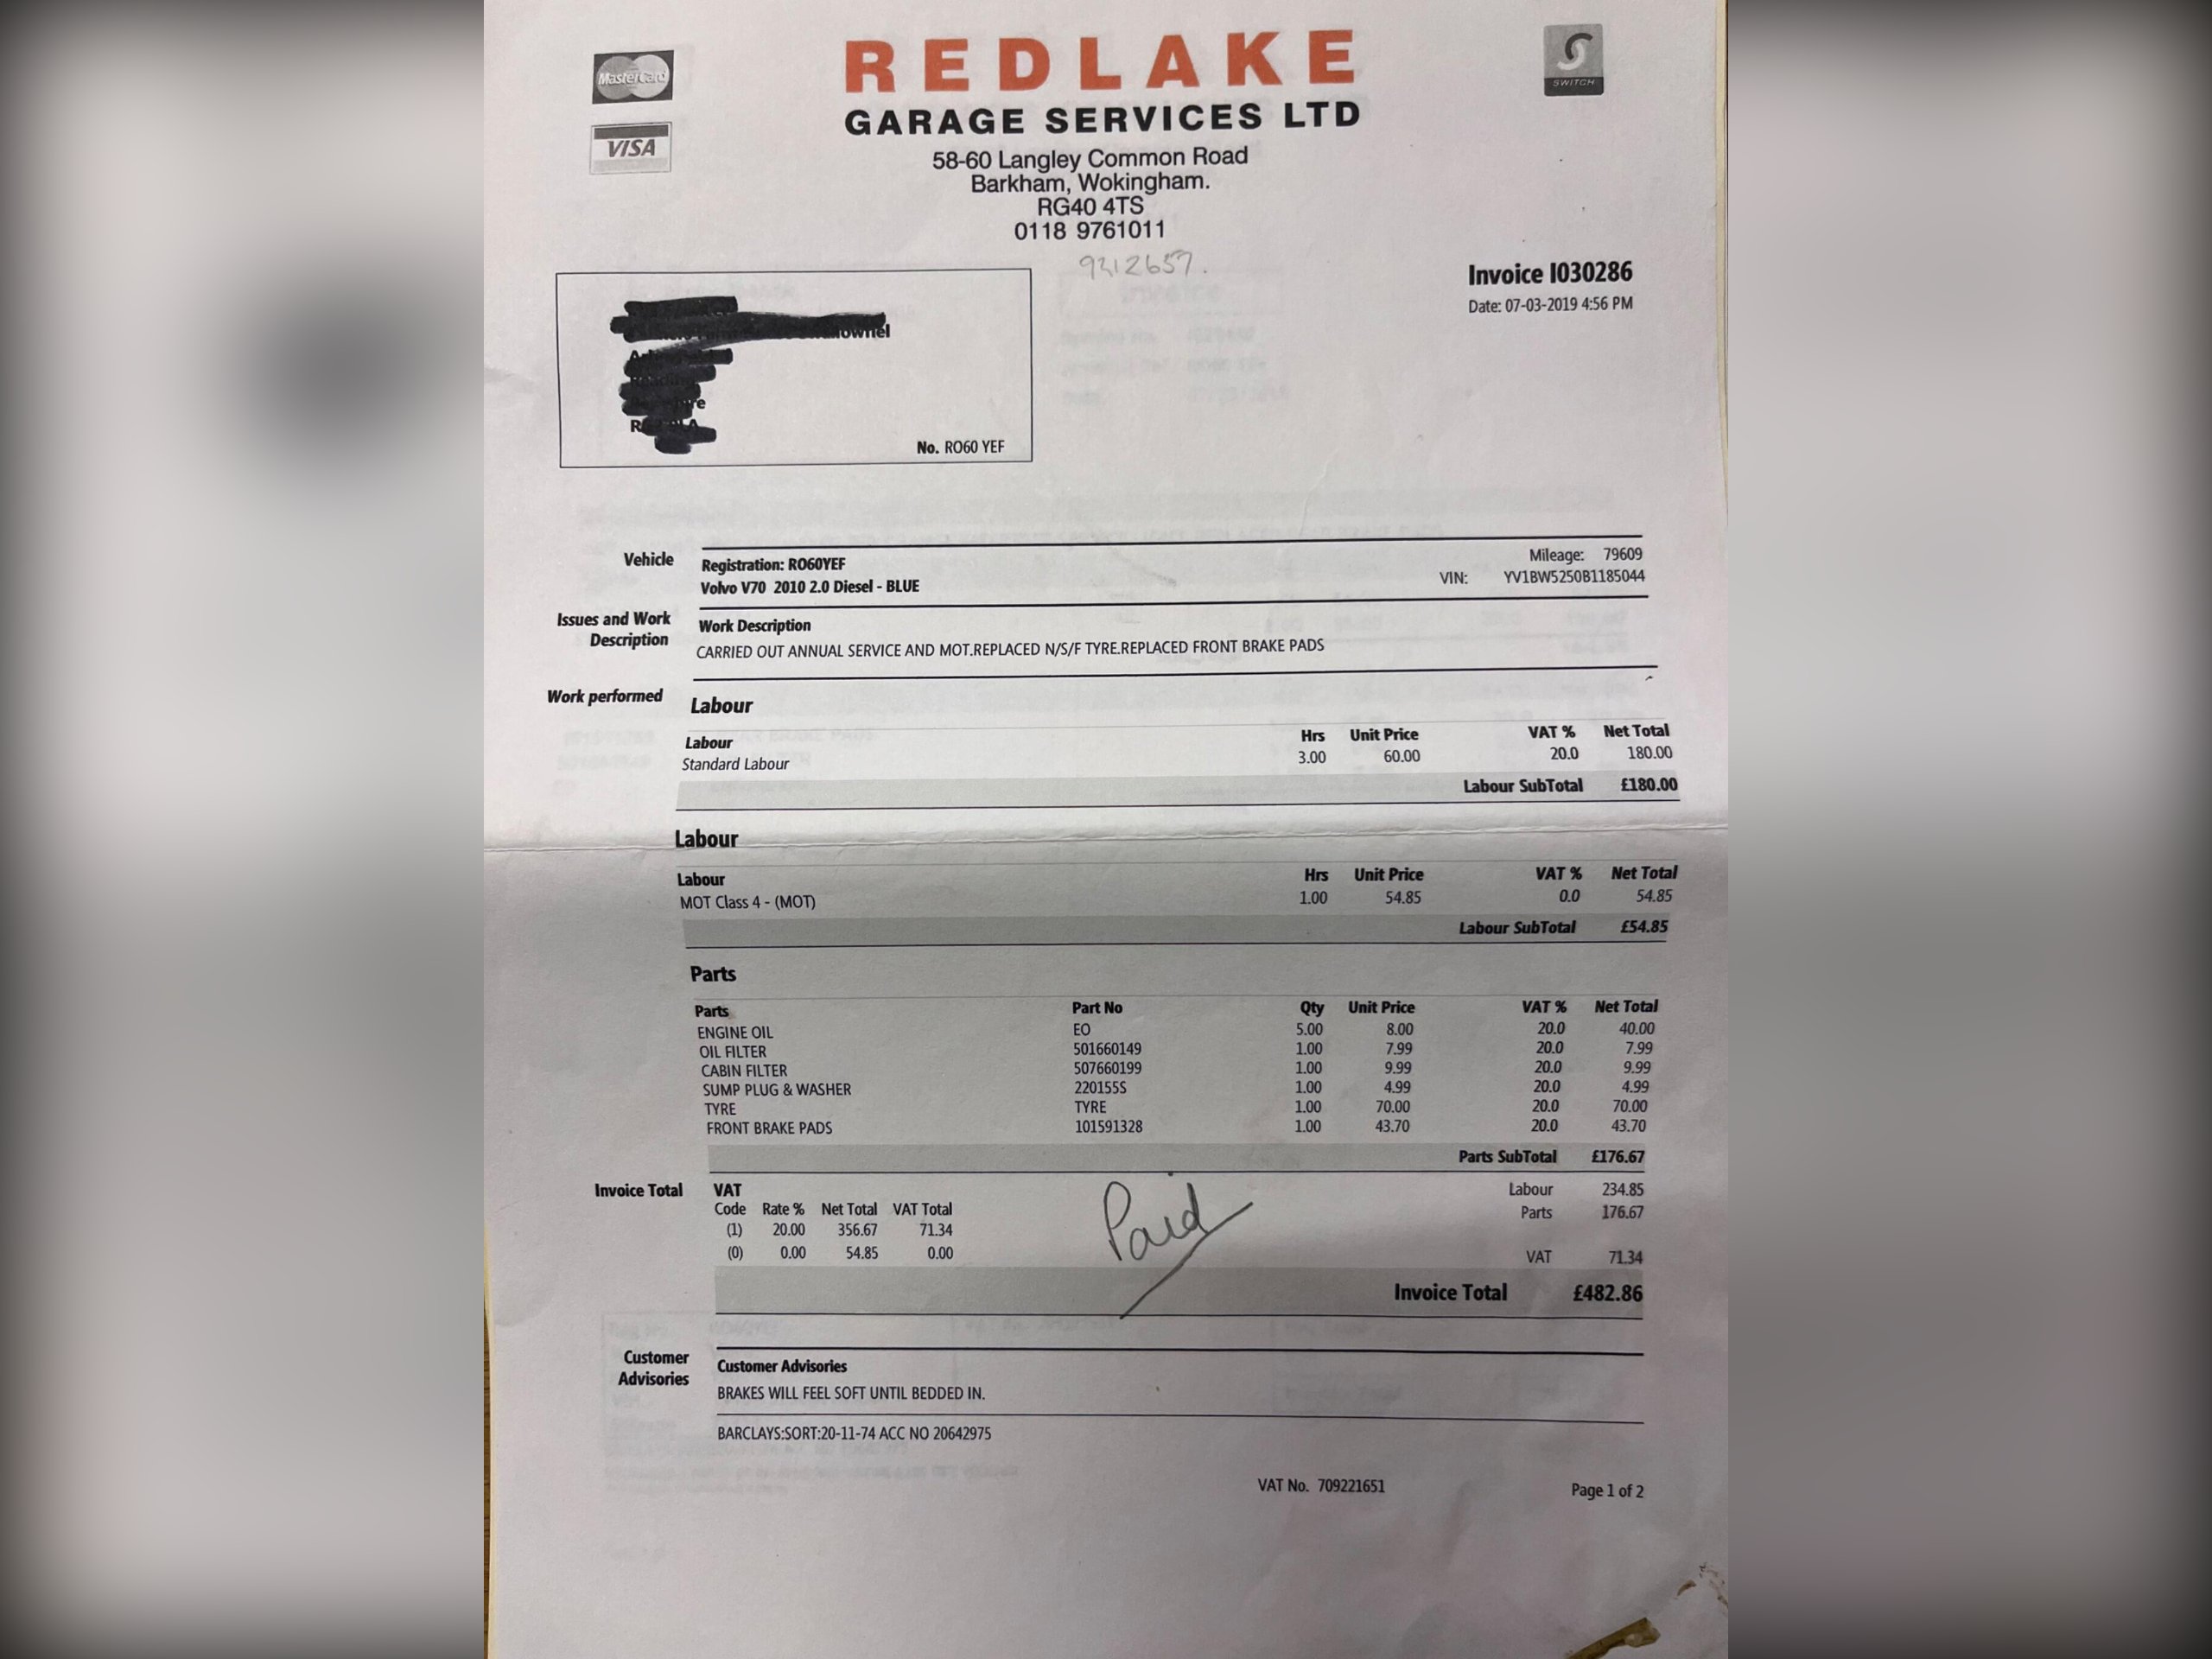 MasterCard
VISA
REDLAKE
GARAGE SERVICES LTD
58-60 Langley Common Road
Barkham, Wokingham.
RG40 4TS
0118 9761011
S
SWITCH
9312657.
Invoice I030286
Date: 07-03-2019 4:56 PM
No. RO60 YEF
Vehicle
Registration: RO60YEF
Volvo V70 2010 2.0 Diesel - BLUE
Mileage: 79609
VIN: YV1BW5250B1185044
Issues and Work Description
Work Description
CARRIED OUT ANNUAL SERVICE AND MOT.REPLACED N/S/F TYRE.REPLACED FRONT BRAKE PADS
Work performed
Labour
Labour Hrs Unit Price VAT % Net Total
Standard Labour 3.00 60.00 20.0 180.00
Labour SubTotal £180.00
Labour
Labour Hrs Unit Price VAT % Net Total
MOT Class 4 - (MOT) 1.00 54.85 0.0 54.85
Labour SubTotal £54.85
Parts
Parts Part No Qty Unit Price VAT % Net Total
ENGINE OIL EO 5.00 8.00 20.0 40.00
OIL FILTER 501660149 1.00 7.99 20.0 7.99
CABIN FILTER 507660199 1.00 9.99 20.0 9.99
SUMP PLUG & WASHER 220155S 1.00 4.99 20.0 4.99
TYRE TYRE 1.00 70.00 20.0 70.00
FRONT BRAKE PADS 101591328 1.00 43.70 20.0 43.70
Parts SubTotal £176.67
Invoice Total
VAT
Code Rate % Net Total VAT Total
(1) 20.00 356.67 71.34
(0) 0.00 54.85 0.00
Paid
Labour 234.85
Parts 176.67
VAT 71.34
Invoice Total £482.86
Customer Advisories
Customer Advisories
BRAKES WILL FEEL SOFT UNTIL BEDDED IN.
BARCLAYS:SORT:20-11-74 ACC NO 20642975
VAT No. 709221651
Page 1 of 2